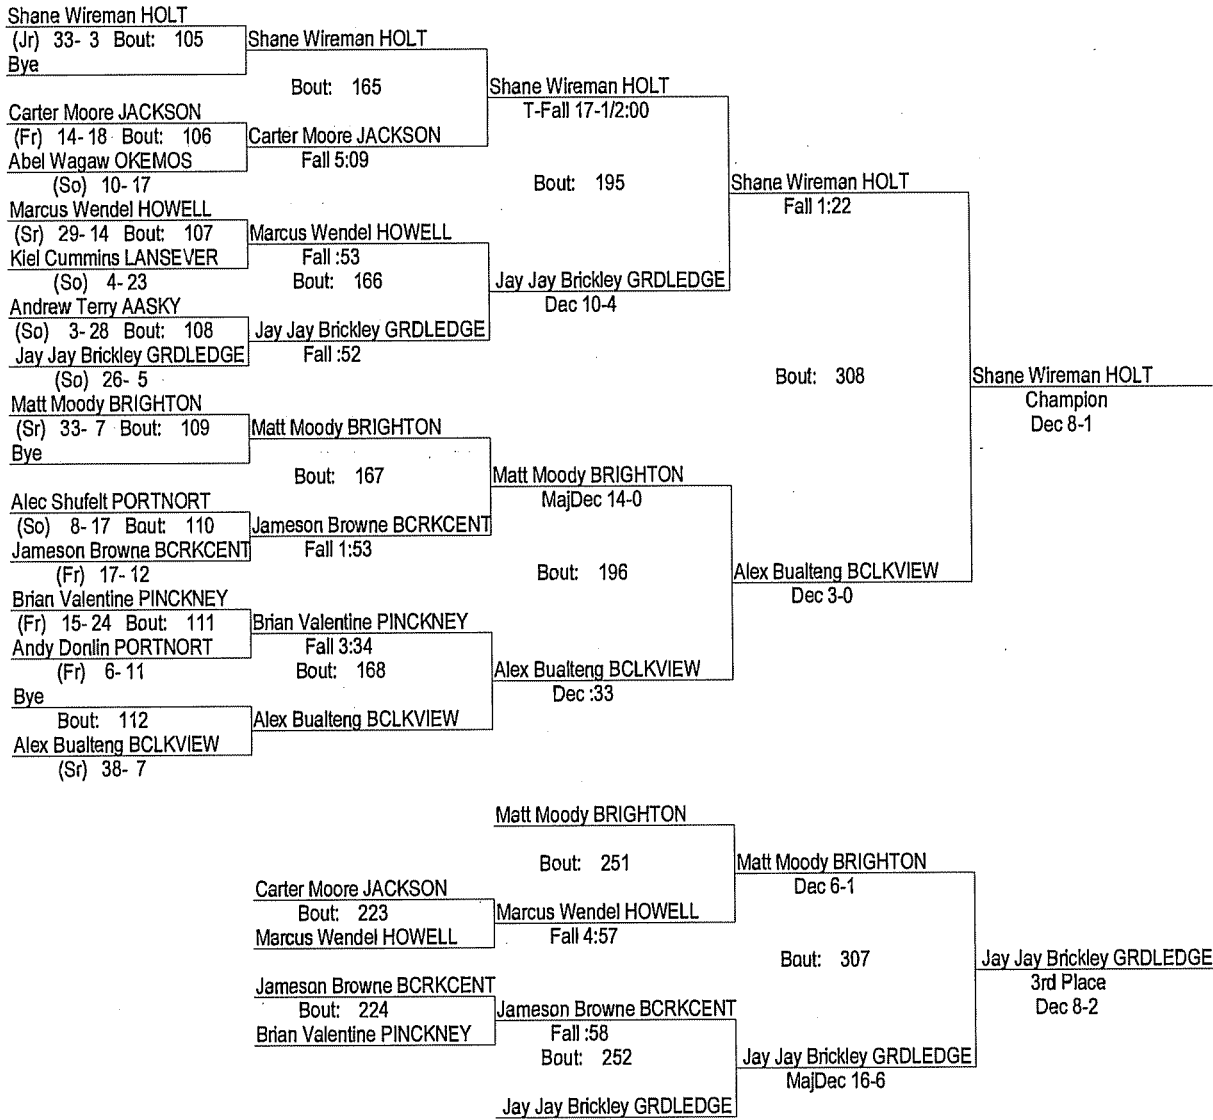 Shane Wireman HOLT
(Jr) 33- 3 Bout: 105
Bye
Shane Wireman HOLT
Bout: 165
Carter Moore JACKSON
(Fr) 14- 18 Bout: 106
Abel Wagaw OKEMOS
(So) 10- 17
Carter Moore JACKSON
Fall 5:09
Shane Wireman HOLT
T-Fall 17-1/2:00
Bout: 195
Marcus Wendel HOWELL
(Sr) 29- 14 Bout: 107
Kiel Cummins LANSEVER
(So) 4- 23
Marcus Wendel HOWELL
Fall :53
Bout: 166
Andrew Terry AASKY
(So) 3- 28 Bout: 108
Jay Jay Brickley GRDLEDGE
(So) 26- 5
Jay Jay Brickley GRDLEDGE
Fall :52
Jay Jay Brickley GRDLEDGE
Dec 10-4
Shane Wireman HOLT
Fall 1:22
Bout: 308
Shane Wireman HOLT
Champion
Dec 8-1
Matt Moody BRIGHTON
(Sr) 33- 7 Bout: 109
Bye
Matt Moody BRIGHTON
Bout: 167
Alec Shufelt PORTNORT
(So) 8- 17 Bout: 110
Jameson Browne BCRKCENT
(Fr) 17- 12
Jameson Browne BCRKCENT
Fall 1:53
Matt Moody BRIGHTON
MajDec 14-0
Bout: 196
Brian Valentine PINCKNEY
(Fr) 15- 24 Bout: 111
Andy Donlin PORTNORT
(Fr) 6- 11
Brian Valentine PINCKNEY
Fall 3:34
Bout: 168
Bye
Bout: 112
Alex Bualteng BCLKVIEW
(Sr) 38- 7
Alex Bualteng BCLKVIEW
Alex Bualteng BCLKVIEW
Dec :33
Alex Bualteng BCLKVIEW
Dec 3-0
Matt Moody BRIGHTON
Bout: 251
Carter Moore JACKSON
Bout: 223
Marcus Wendel HOWELL
Marcus Wendel HOWELL
Fall 4:57
Matt Moody BRIGHTON
Dec 6-1
Bout: 307
Jameson Browne BCRKCENT
Bout: 224
Brian Valentine PINCKNEY
Jameson Browne BCRKCENT
Fall :58
Bout: 252
Jay Jay Brickley GRDLEDGE
Jay Jay Brickley GRDLEDGE
MajDec 16-6
Jay Jay Brickley GRDLEDGE
3rd Place
Dec 8-2